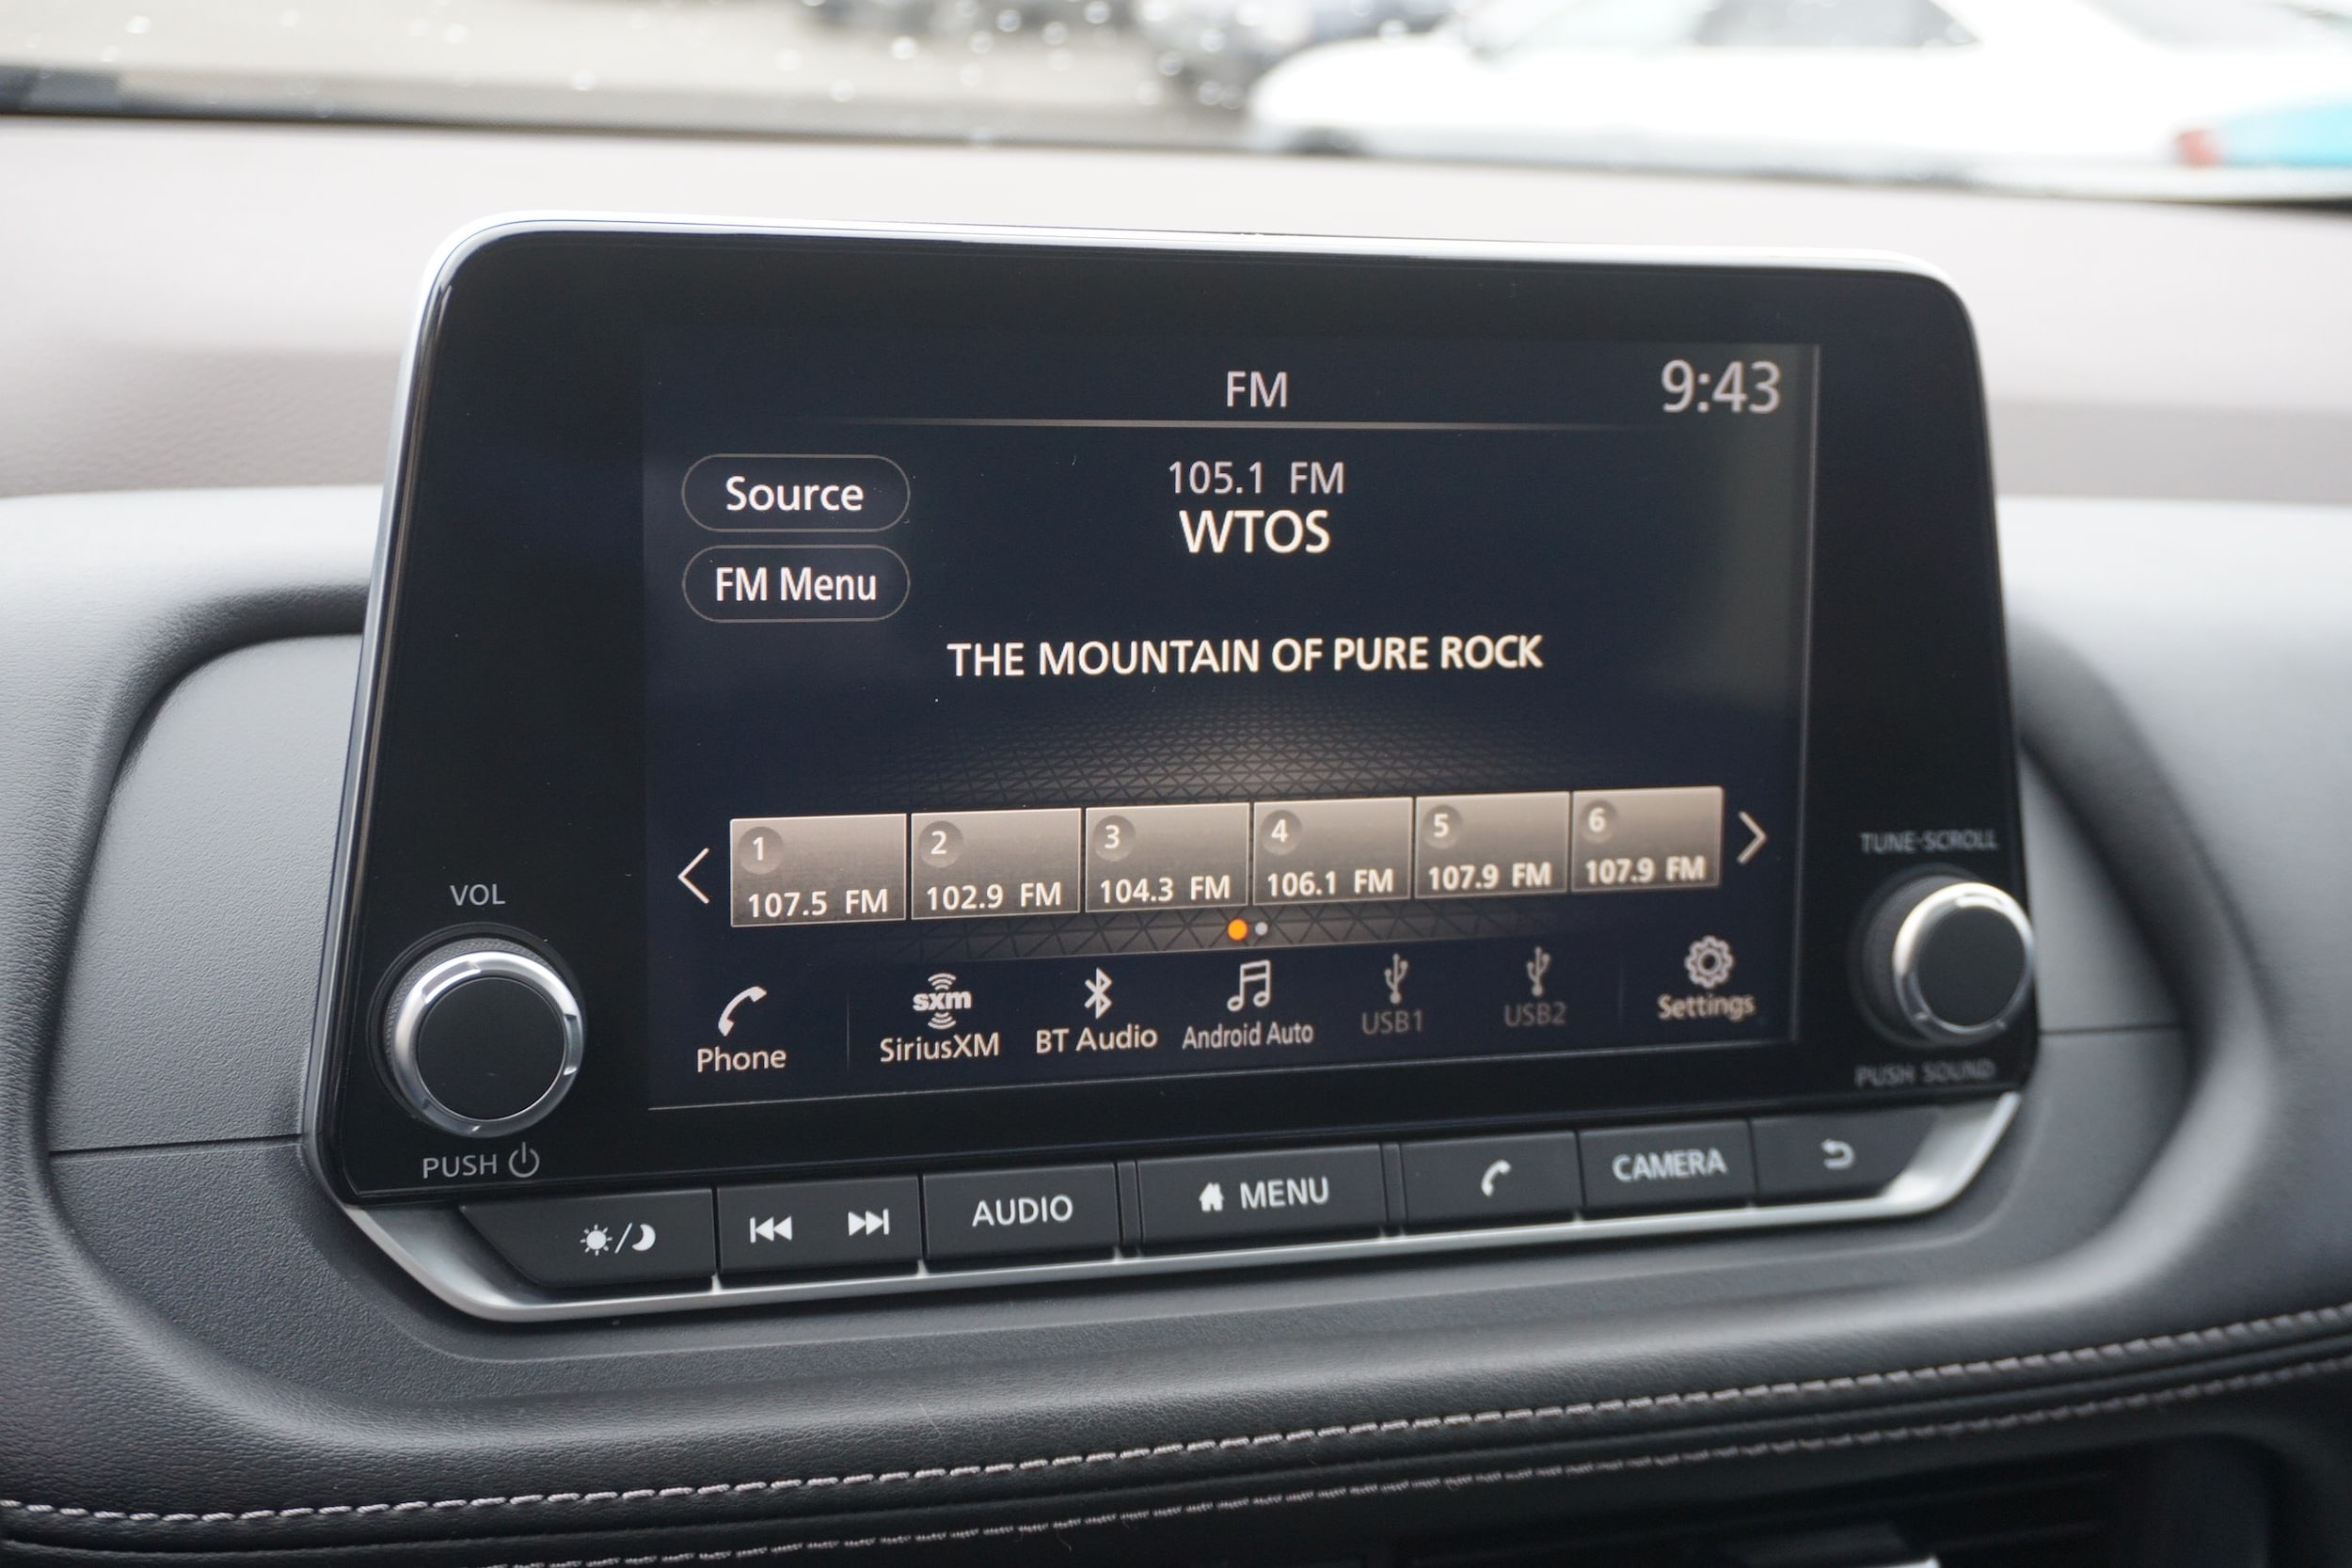 FM
9:43
Source
105.1 FM
WTOS
FM Menu
THE MOUNTAIN OF PURE ROCK
1
2
3
4
5
6
107.5 FM
102.9 FM
104.3 FM
106.1 FM
107.9 FM
107.9 FM
VOL
TUNE·SCROLL
Phone
sxm
SiriusXM
BT Audio
Android Auto
USB1
USB2
Settings
PUSH
PUSH SOUND
AUDIO
MENU
CAMERA